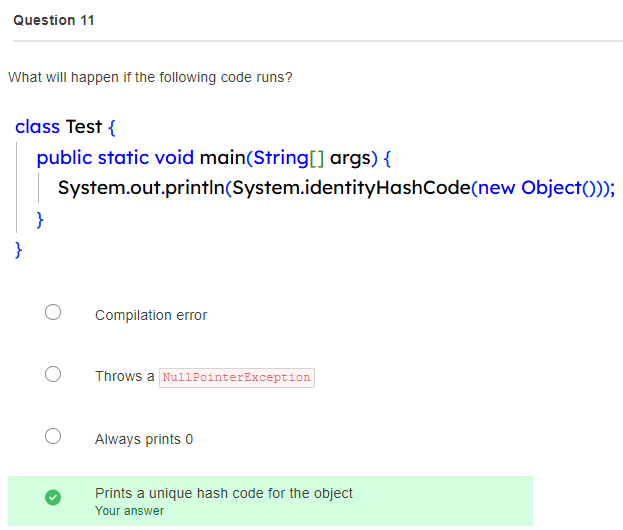 Question 11
What will happen if the following code runs?
class Test {
public static void main(String[] args) {
System.out.println(System.identityHashCode(new Object()));
}
}
Compilation error
Throws a NullPointerException
Always prints 0
Prints a unique hash code for the object
Your answer